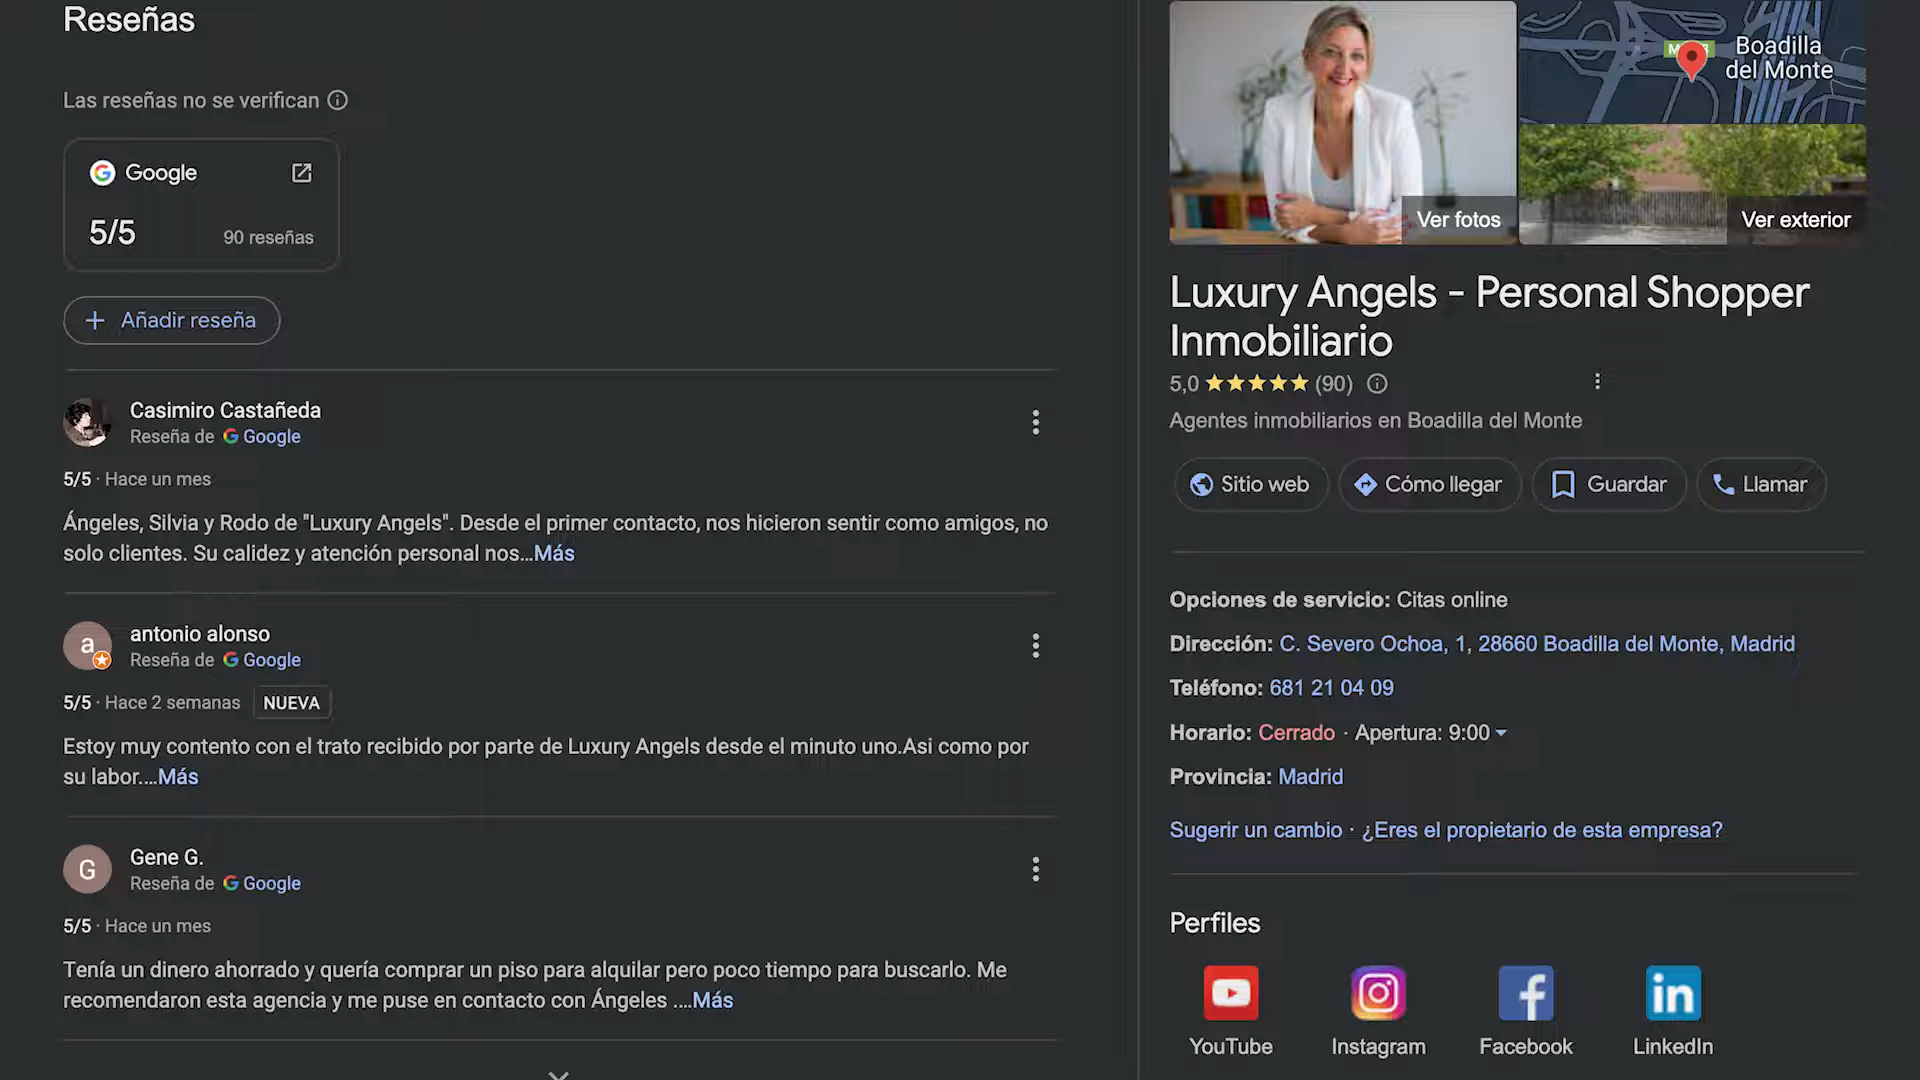 Reseñas
Las reseñas no se verifican
Google
5/5 90 reseñas
+ Añadir reseña
Casimiro Castañeda
Reseña de Google
5/5 · Hace un mes
Ángeles, Silvia y Rodo de "Luxury Angels". Desde el primer contacto, nos hicieron sentir como amigos, no
solo clientes. Su calidez y atención personal nos...Más
a
antonio alonso
Reseña de Google
5/5 · Hace 2 semanas NUEVA
Estoy muy contento con el trato recibido por parte de Luxury Angels desde el minuto uno.Asi como por
su labor....Más
G
Gene G.
Reseña de Google
5/5 · Hace un mes
Tenía un dinero ahorrado y quería comprar un piso para alquilar pero poco tiempo para buscarlo. Me
recomendaron esta agencia y me puse en contacto con Ángeles ....Más
Boadilla
del Monte
Ver fotos
Ver exterior
Luxury Angels - Personal Shopper
Inmobiliario
5,0 ★★★★★ (90)
Agentes inmobiliarios en Boadilla del Monte
Sitio web
Cómo llegar
Guardar
Llamar
Opciones de servicio: Citas online
Dirección: C. Severo Ochoa, 1, 28660 Boadilla del Monte, Madrid
Teléfono: 681 21 04 09
Horario: Cerrado · Apertura: 9:00
Provincia: Madrid
Sugerir un cambio · ¿Eres el propietario de esta empresa?
Perfiles
YouTube
Instagram
Facebook
LinkedIn